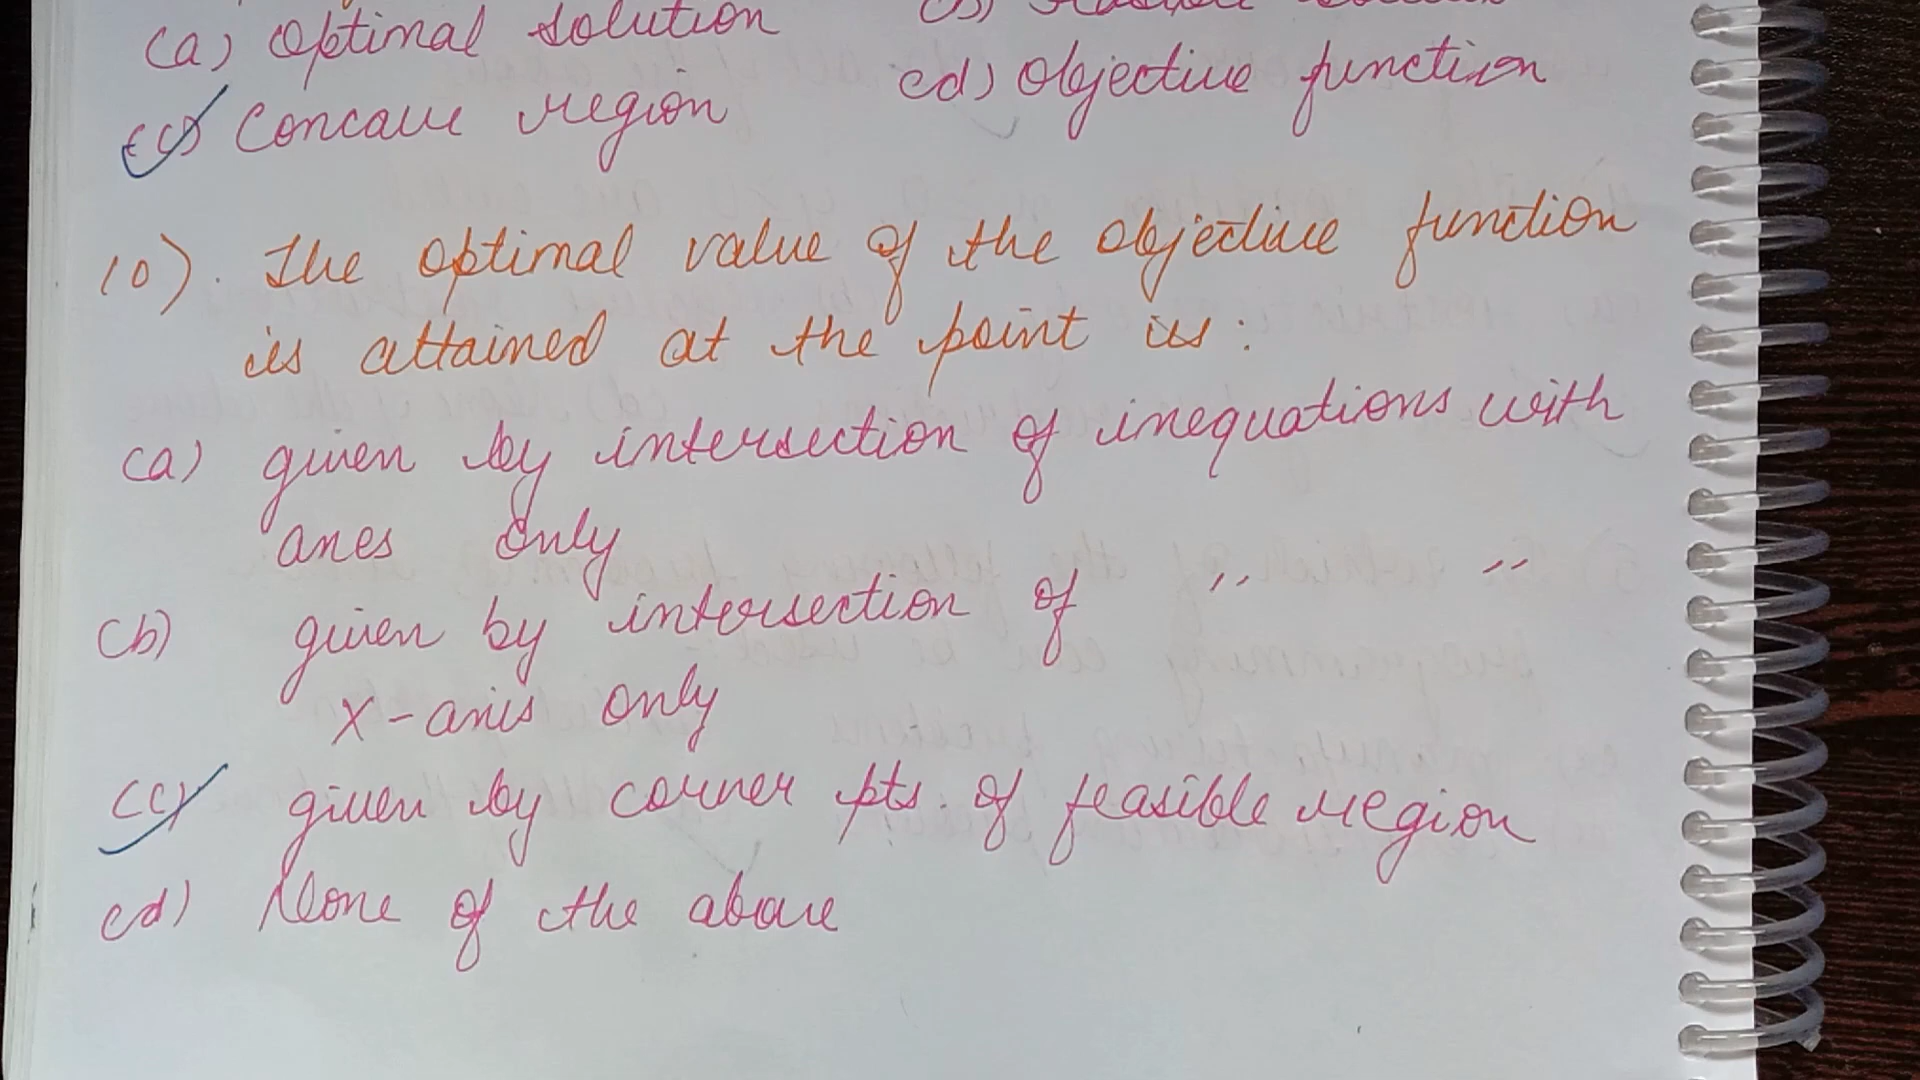 (a) Optimal solution
(c) Concave region (d) Objective function
10). The optimal value of the objective function
is attained at the point is:
(a) given by intersection of inequations with
axes only
(b) given by intersection of ,, ,,
X-axis only
(c) given by corner pts. of feasible region
(d) None of the above